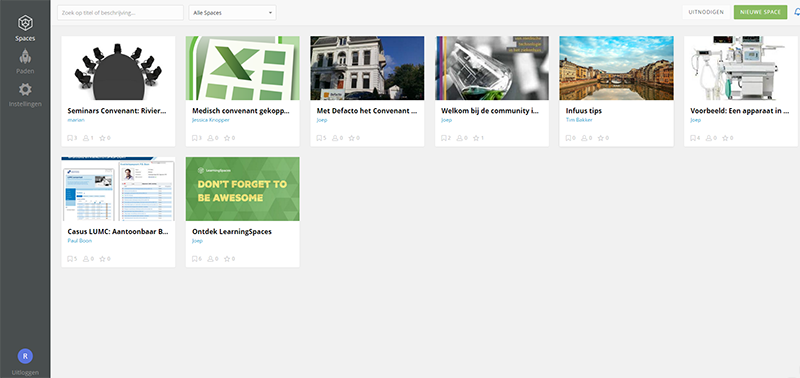 Spaces
Paden
Instellingen
R
Uitloggen
Zoek op titel of beschrijving...
Alle Spaces
UITNODIGEN
NIEUWE SPACE
Seminars Convenant: Rivier...
marian
3 1 0
Medisch convenant gekopp...
Jessica Knopper
3 0 0
Met Defacto het Convenant ...
Joep
5 0 0
Welkom bij de community i...
Joep
2 0 1
Infuus tips
Tim Bakker
0 0 0
Voorbeeld: Een apparaat in ...
Joep
0 0
Casus LUMC: Aantoonbaar B...
Paul Boon
5 0 0
LearningSpaces
DON'T FORGET TO
BE AWESOME
Ontdek LearningSpaces
Joep
6 0 0